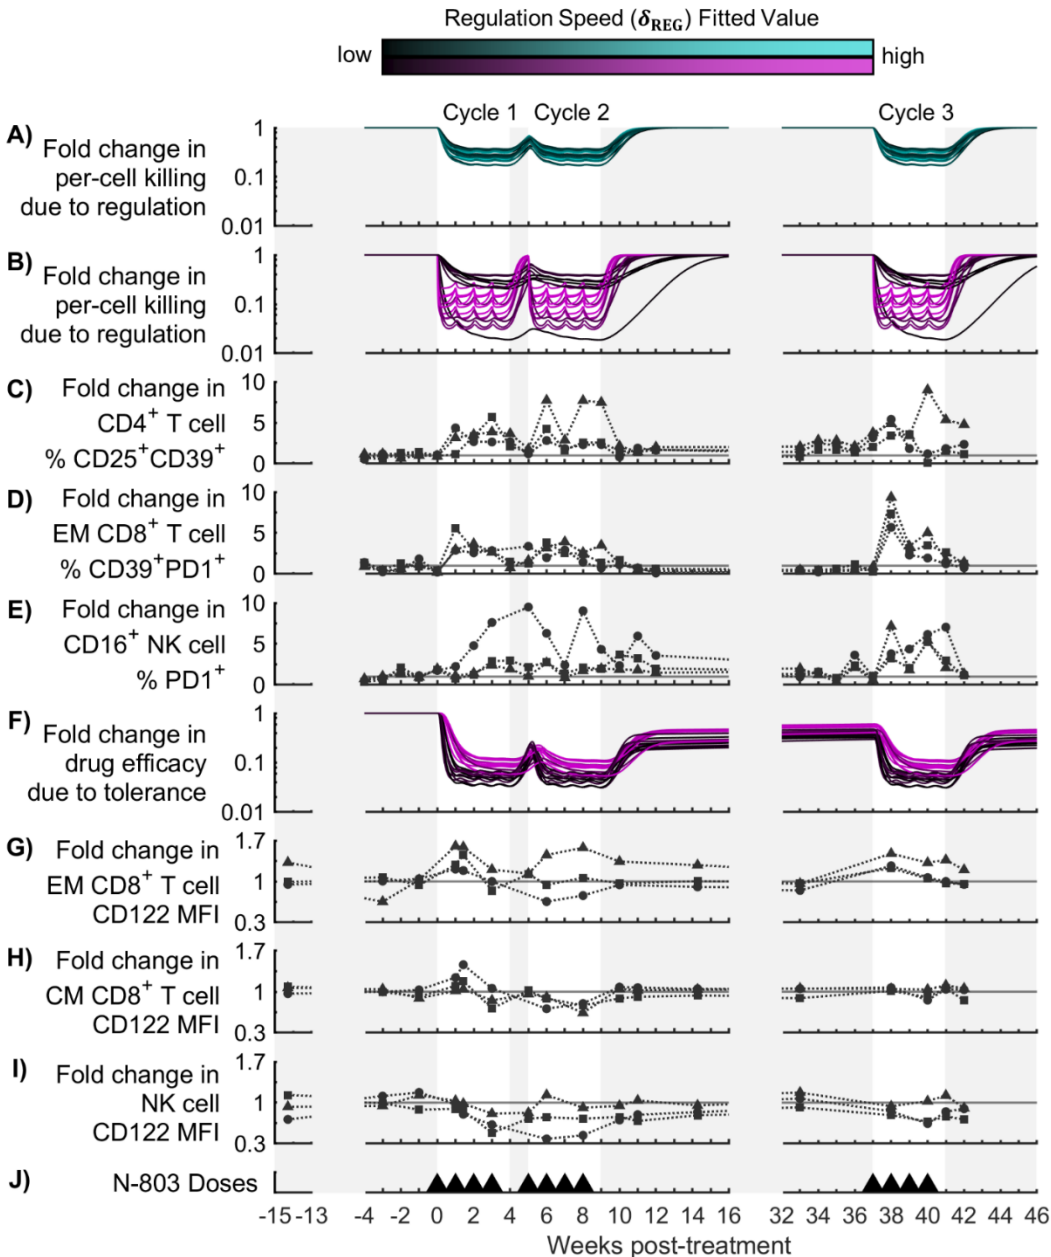 Regulation Speed (δREG) Fitted Value
low
high
Cycle 1
Cycle 2
Cycle 3
A)
Fold change in
per-cell killing
due to regulation
1
0.1
0.01
B)
Fold change in
per-cell killing
due to regulation
1
0.1
0.01
C)
Fold change in
CD4+ T cell
% CD25+CD39+
10
5
0
D)
Fold change in
EM CD8+ T cell
% CD39+PD1+
10
5
0
E)
Fold change in
CD16+ NK cell
% PD1+
10
5
0
F)
Fold change in
drug efficacy
due to tolerance
1
0.1
0.01
G)
Fold change in
EM CD8+ T cell
CD122 MFI
1.7
1
0.3
H)
Fold change in
CM CD8+ T cell
CD122 MFI
1.7
1
0.3
I)
Fold change in
NK cell
CD122 MFI
1.7
1
0.3
J)
N-803 Doses
-15 -13 -4 -2 0 2 4 6 8 10 12 14 16 32 34 36 38 40 42 44 46
Weeks post-treatment